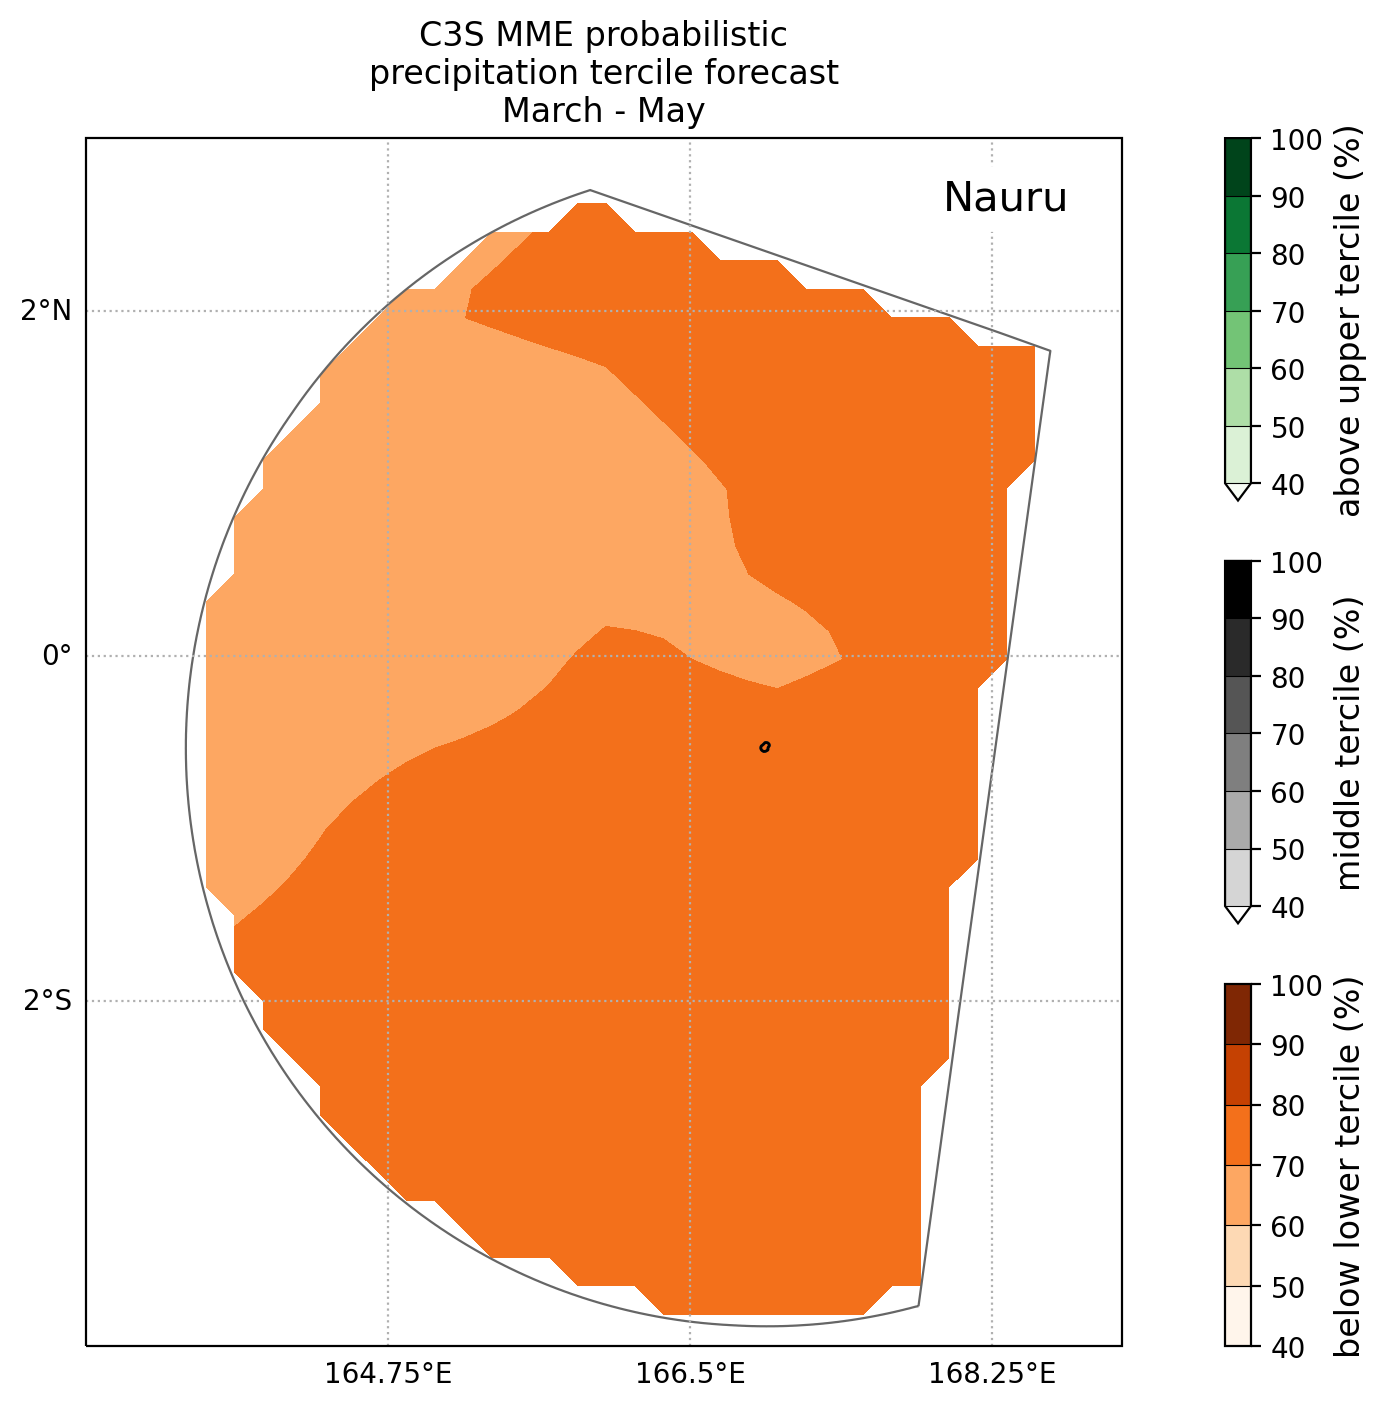 C3S MME probabilistic
precipitation tercile forecast
March - May
Nauru
2°N
0°
2°S
164.75°E
166.5°E
168.25°E
100
90
80
70
60
50
40
above upper tercile (%)
100
90
80
70
60
50
40
middle tercile (%)
100
90
80
70
60
50
40
below lower tercile (%)